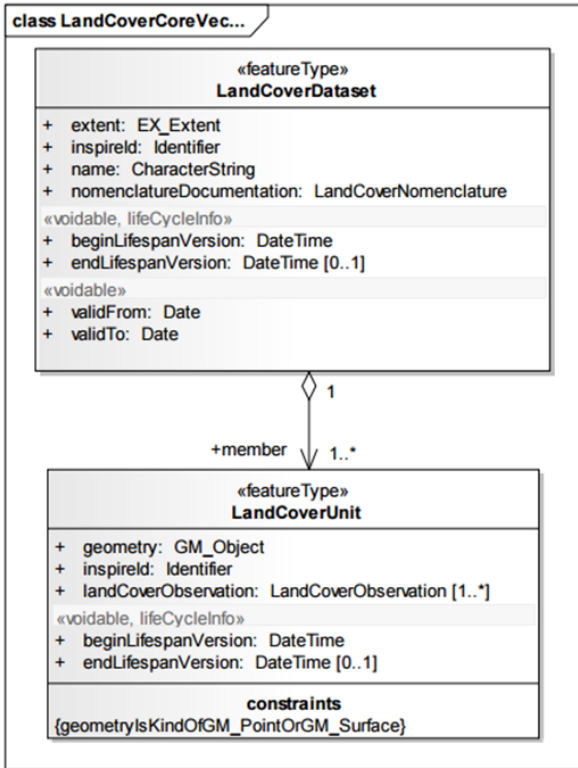 class LandCoverCoreVec...
«featureType»
LandCoverDataset
+ extent: EX_Extent
+ inspireId: Identifier
+ name: CharacterString
+ nomenclatureDocumentation: LandCoverNomenclature
«voidable, lifeCycleInfo»
+ beginLifespanVersion: DateTime
+ endLifespanVersion: DateTime [0..1]
«voidable»
+ validFrom: Date
+ validTo: Date
1
+member 1..*
«featureType»
LandCoverUnit
+ geometry: GM_Object
+ inspireId: Identifier
+ landCoverObservation: LandCoverObservation [1..*]
«voidable, lifeCycleInfo»
+ beginLifespanVersion: DateTime
+ endLifespanVersion: DateTime [0..1]
constraints
{geometryIsKindOfGM_PointOrGM_Surface}